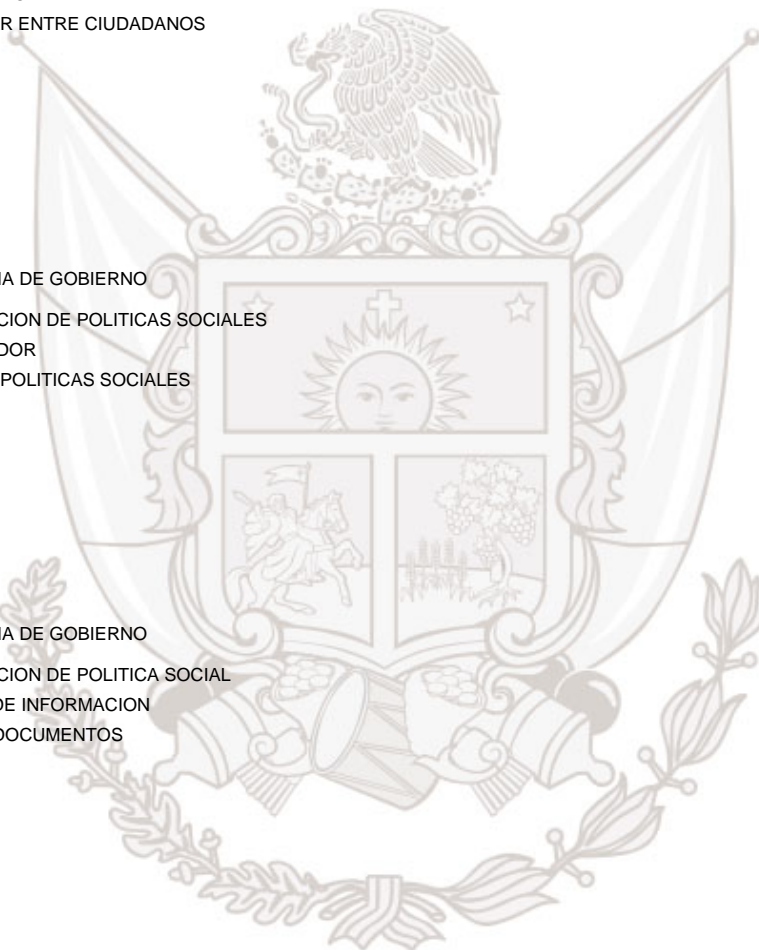 R ENTRE CIUDADANOS
IA DE GOBIERNO
CION DE POLITICAS SOCIALES
DOR
POLITICAS SOCIALES
IA DE GOBIERNO
CION DE POLITICA SOCIAL
DE INFORMACION
DOCUMENTOS